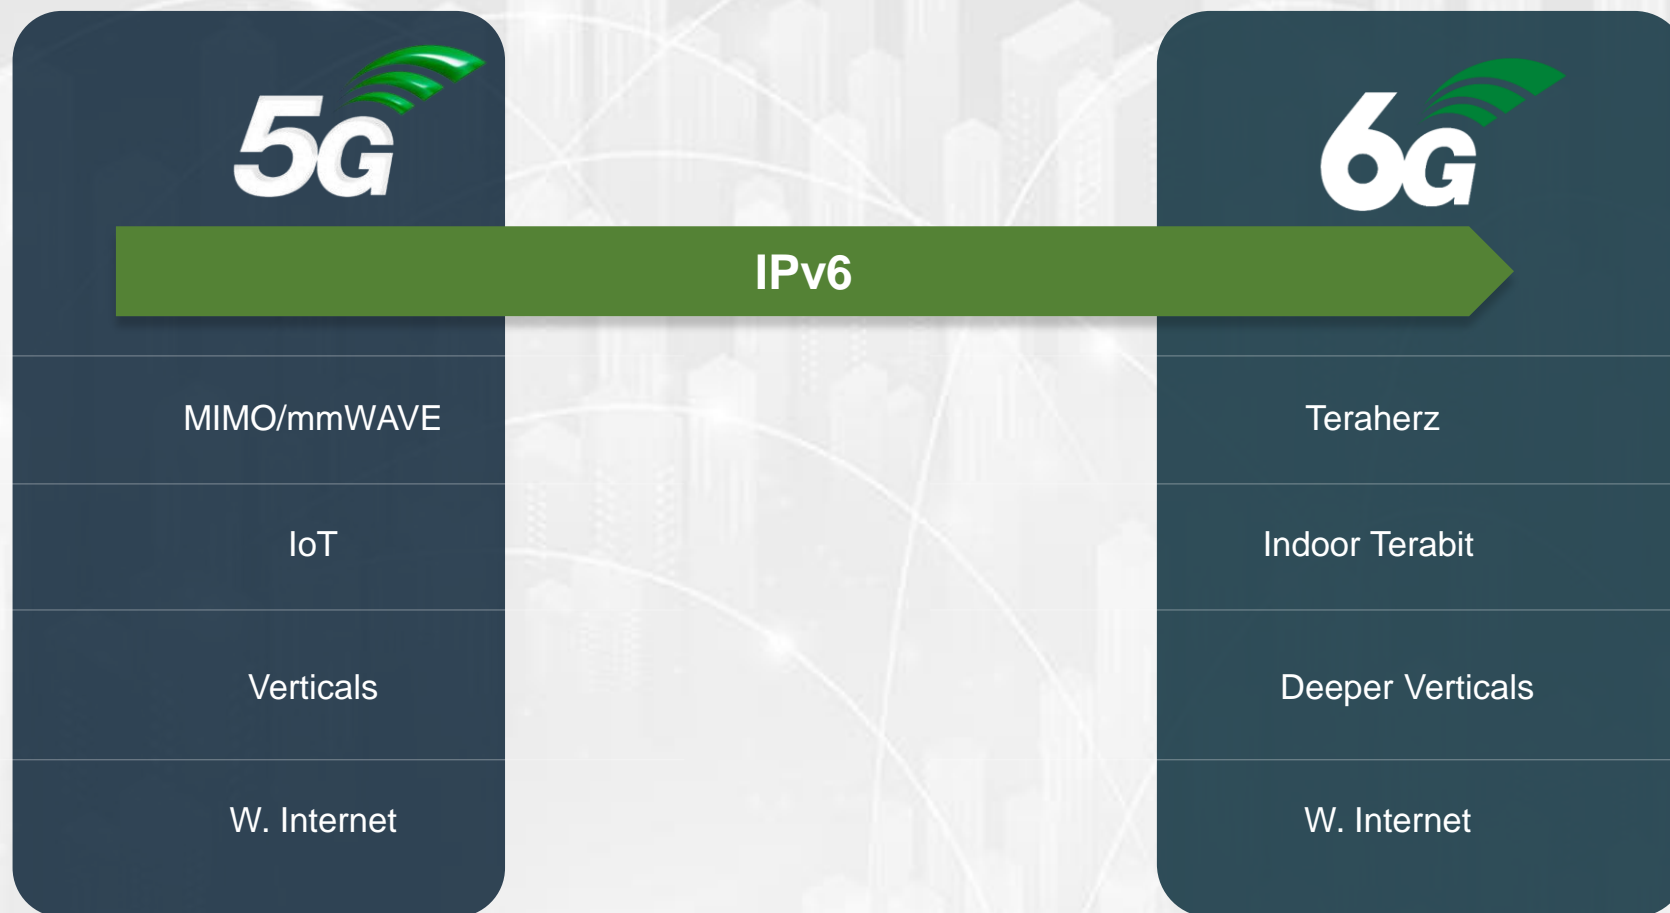 5G
6G
IPv6
MIMO/mmWAVE
Teraherz
IoT
Indoor Terabit
Verticals
Deeper Verticals
W. Internet
W. Internet